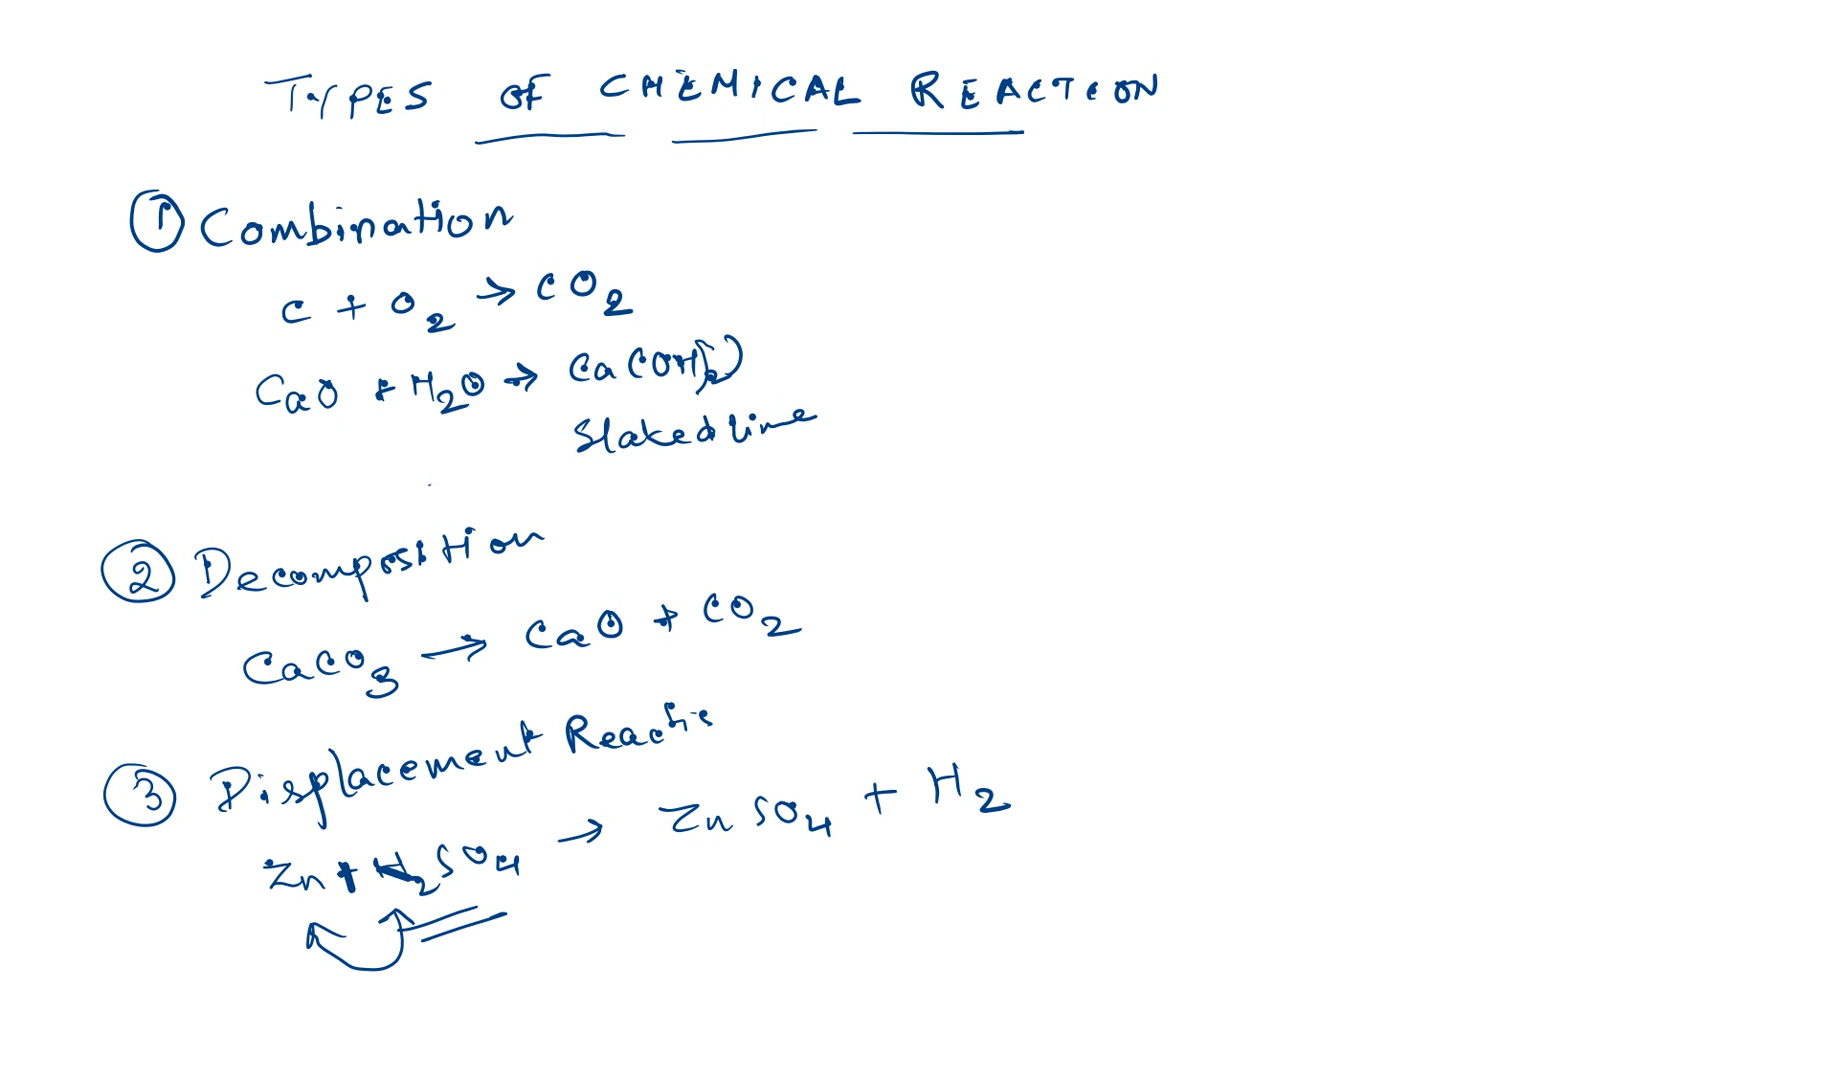 TYPES OF CHEMICAL REACTION
① Combination
C + O₂ → CO₂
CaO + H₂O → Ca(OH)₂
Slaked lime
② Decomposition
CaCO₃ → CaO + CO₂
③ Displacement
Zn + H₂SO₄ → ZnSO₄ + H₂